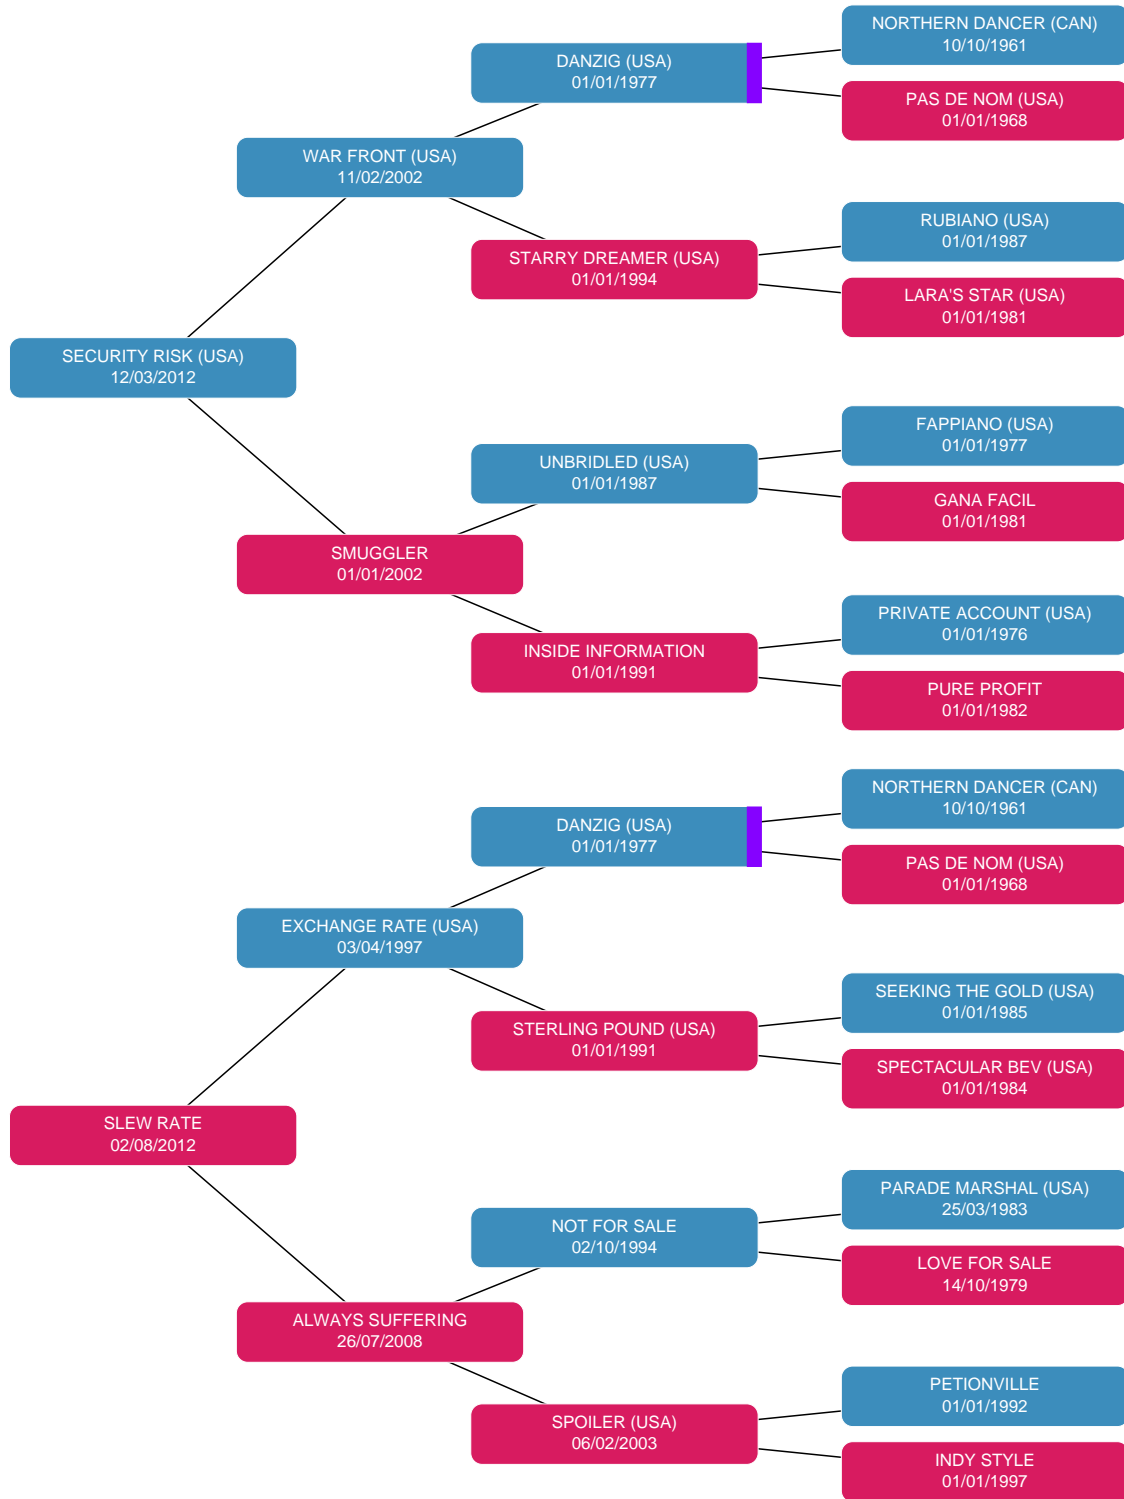 NORTHERN DANCER (CAN)
10/10/1961
DANZIG (USA)
01/01/1977
PAS DE NOM (USA)
01/01/1968
WAR FRONT (USA)
11/02/2002
RUBIANO (USA)
01/01/1987
STARRY DREAMER (USA)
01/01/1994
LARA'S STAR (USA)
01/01/1981
SECURITY RISK (USA)
12/03/2012
FAPPIANO (USA)
01/01/1977
UNBRIDLED (USA)
01/01/1987
GANA FACIL
01/01/1981
SMUGGLER
01/01/2002
PRIVATE ACCOUNT (USA)
01/01/1976
INSIDE INFORMATION
01/01/1991
PURE PROFIT
01/01/1982
NORTHERN DANCER (CAN)
10/10/1961
DANZIG (USA)
01/01/1977
PAS DE NOM (USA)
01/01/1968
EXCHANGE RATE (USA)
03/04/1997
SEEKING THE GOLD (USA)
01/01/1985
STERLING POUND (USA)
01/01/1991
SPECTACULAR BEV (USA)
01/01/1984
SLEW RATE
02/08/2012
PARADE MARSHAL (USA)
25/03/1983
NOT FOR SALE
02/10/1994
LOVE FOR SALE
14/10/1979
ALWAYS SUFFERING
26/07/2008
PETIONVILLE
01/01/1992
SPOILER (USA)
06/02/2003
INDY STYLE
01/01/1997